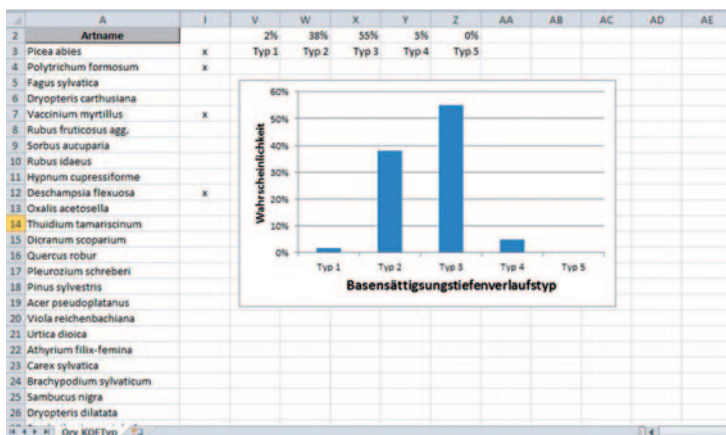 A I V W X Y Z AA AB AC AD AE
2 Artname 2% 38% 55% 5% 0%
3 Picea abies x Typ 1 Typ 2 Typ 3 Typ 4 Typ 5
4 Polytrichum formosum x
5 Fagus sylvatica
6 Dryopteris carthusiana
7 Vaccinium myrtillus x
8 Rubus fruticosus agg.
9 Sorbus aucuparia
10 Rubus idaeus
11 Hypnum cupressiforme
12 Deschampsia flexuosa x
13 Oxalis acetosella
14 Thuidium tamariscinum
15 Dicranum scoparium
16 Quercus robur
17 Pleurozium schreberi
18 Pinus sylvestris
19 Acer pseudoplatanus
20 Viola reichenbachiana
21 Urtica dioica
22 Athyrium filix-femina
23 Carex sylvatica
24 Brachypodium sylvaticum
25 Sambucus nigra
26 Dryopteris dilatata
60%
50%
40%
30%
20%
10%
0%
Wahrscheinlichkeit
Typ 1 Typ 2 Typ 3 Typ 4 Typ 5
Basensättigsungstiefenverlaufstyp